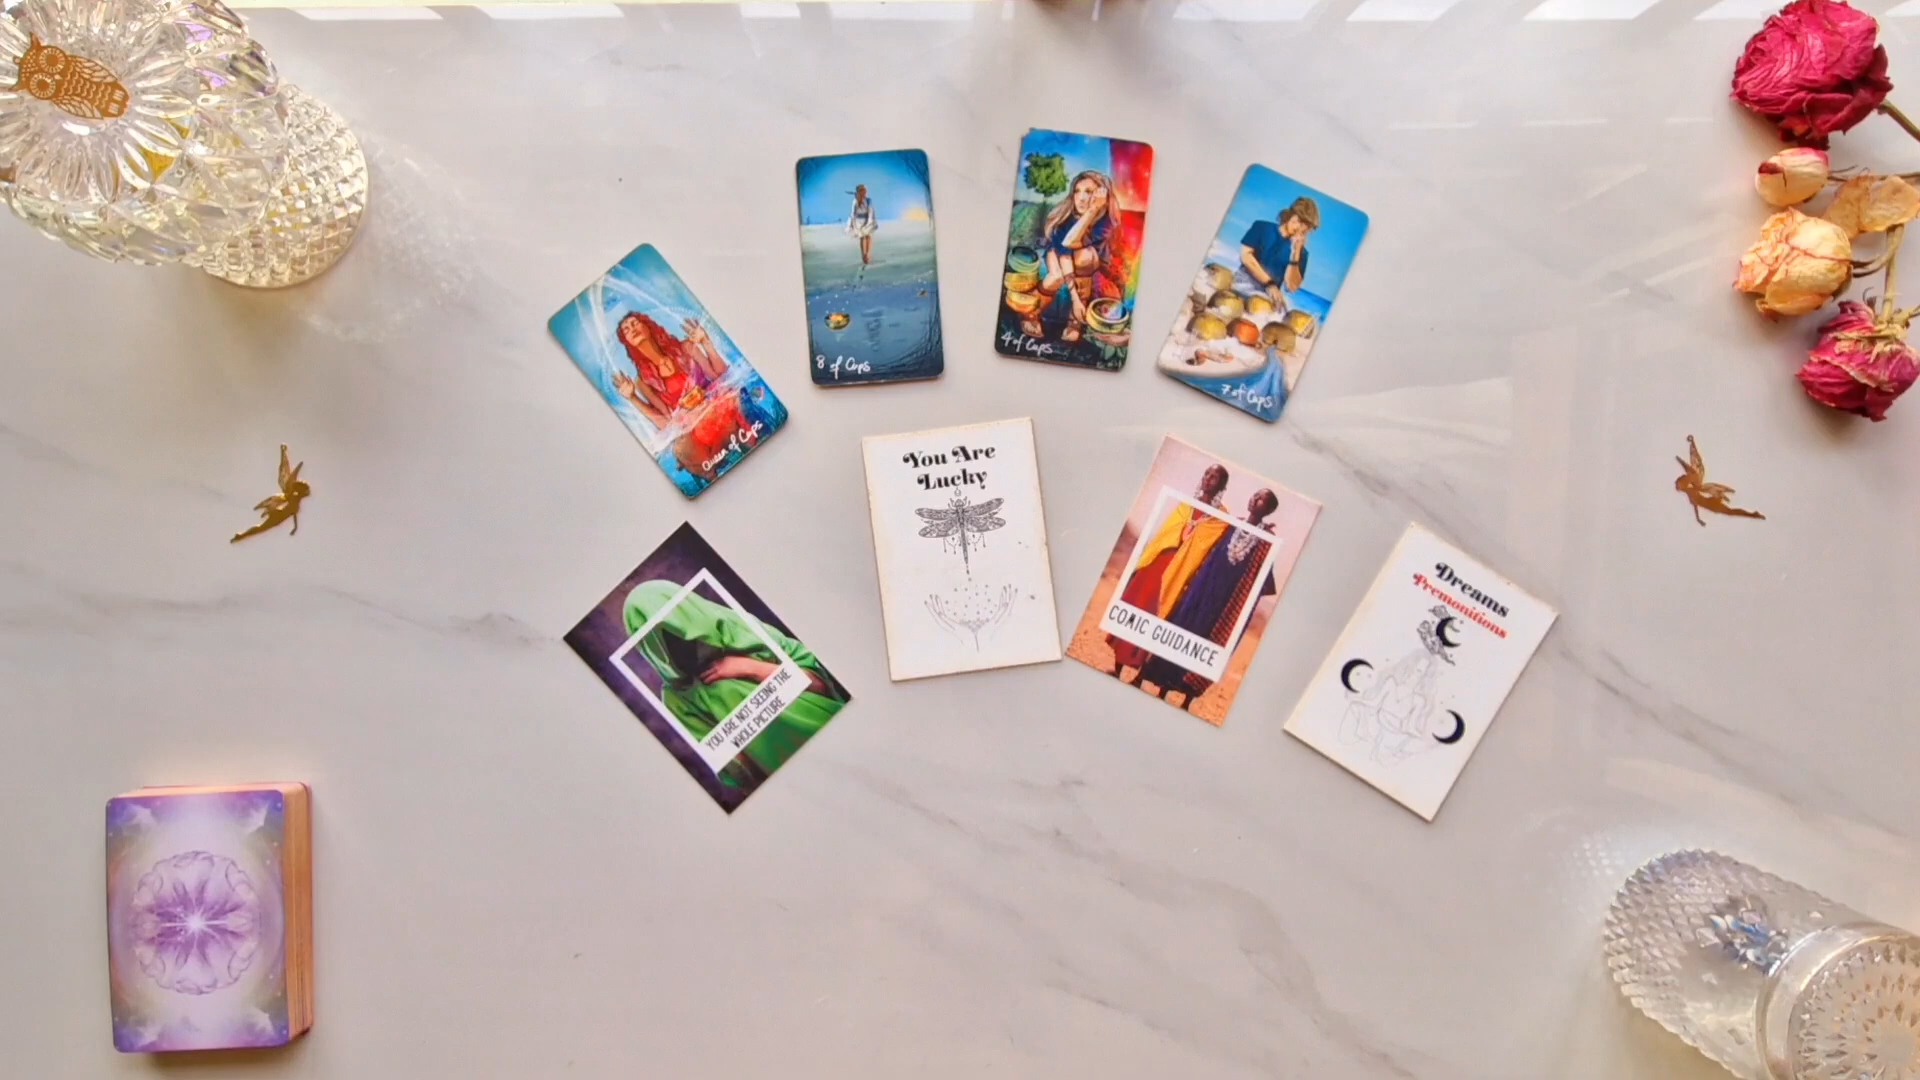 Queen of Cups
8 of Cups
4 of Cups
7 of Cups
YOU ARE NOT SEEING THE
WHOLE PICTURE
You Are
Lucky
COMIC GUIDANCE
Dreams
Premonitions